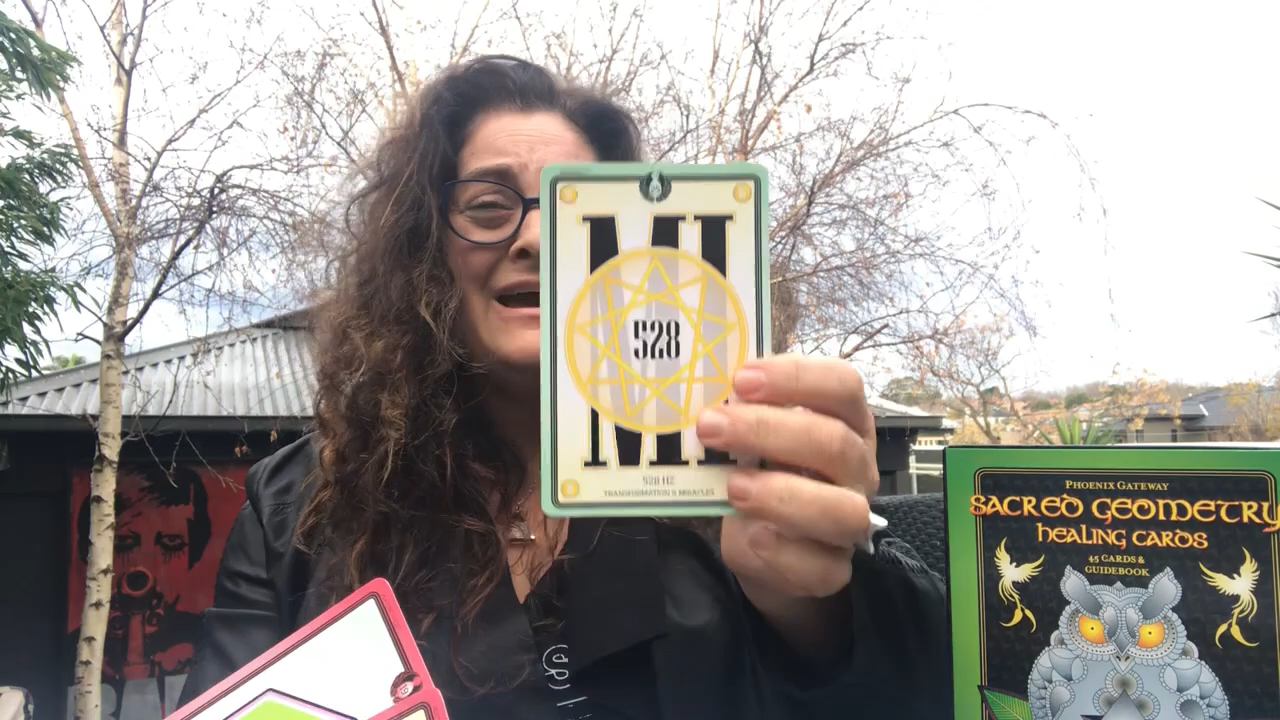 MI
528
528 HZ
TRANSFORMATION & MIRACLES
PHOENIX GATEWAY
SACRED GEOMETRY
HEALING CARDS
45 CARDS &
GUIDEBOOK